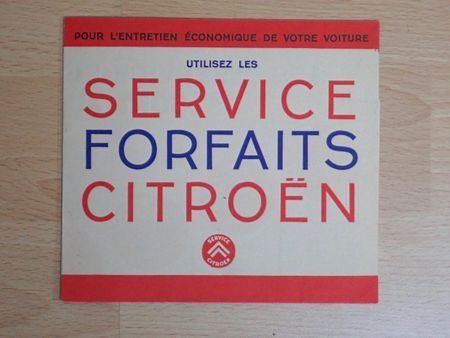 POUR L'ENTRETIEN ÉCONOMIQUE DE VOTRE VOITURE
UTILISEZ LES
SERVICE
FORFAITS
CITROËN
SERVICE
CITROËN